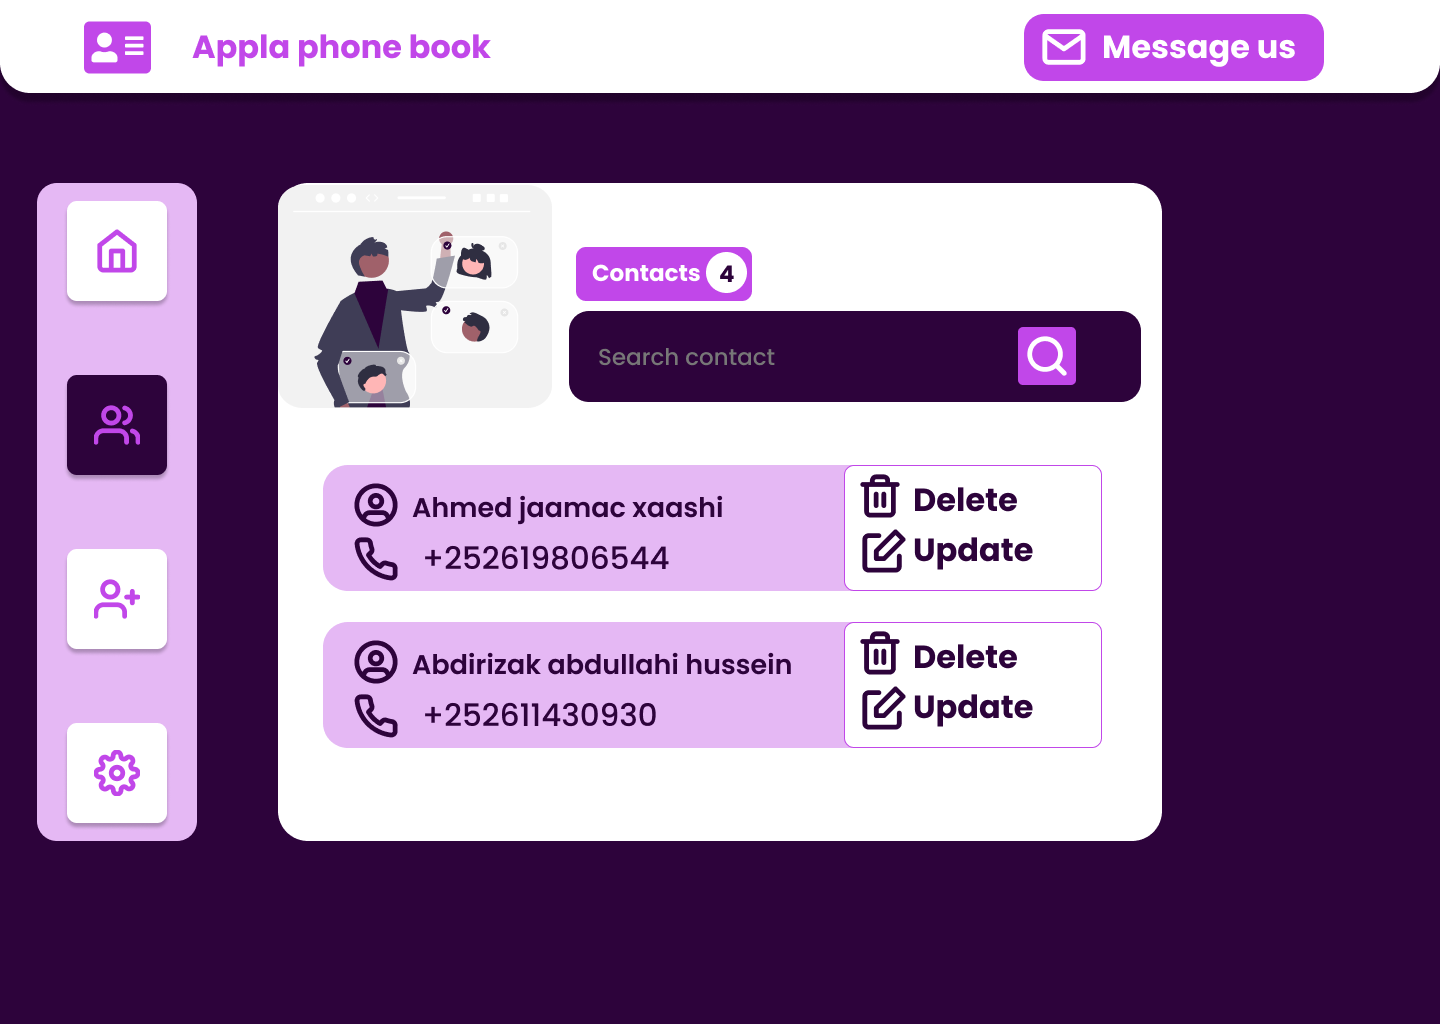 Appla phone book
Message us
Contacts 4
Search contact
Ahmed jaamac xaashi
+252619806544
Delete
Update
Abdirizak abdullahi hussein
+252611430930
Delete
Update